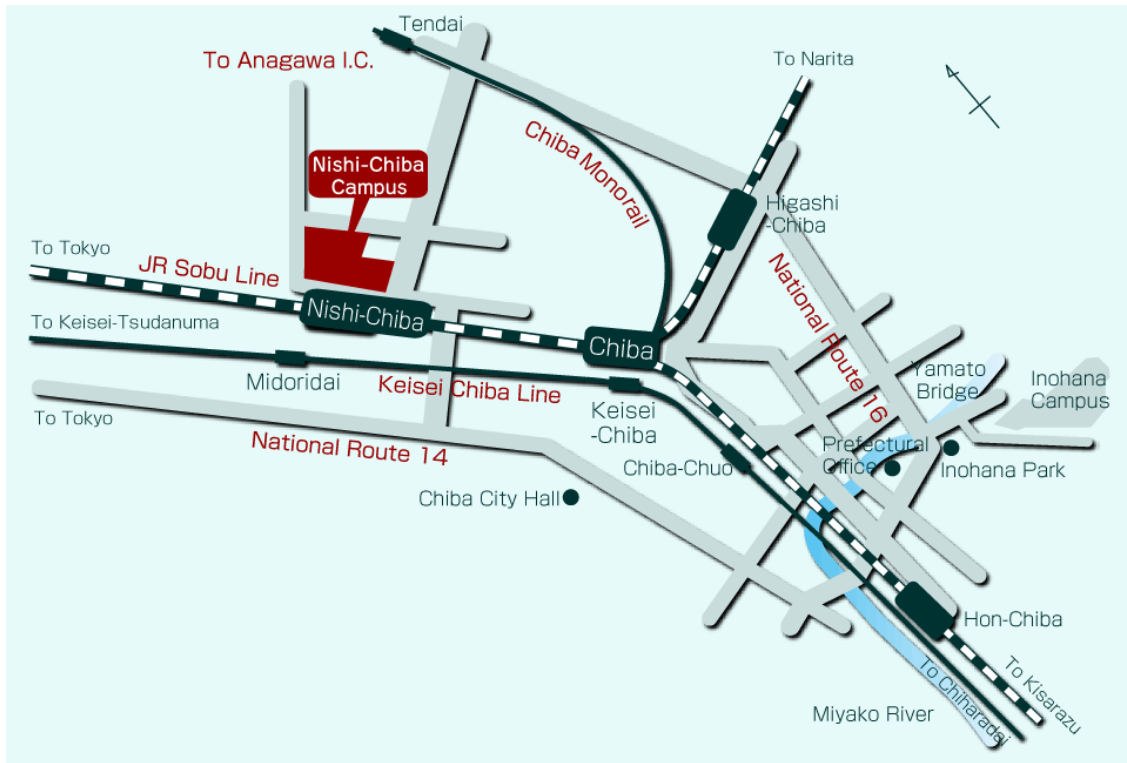 Tendai
To Anagawa I.C.
To Narita
Chiba Monorail
Nishi-Chiba
Campus
Higashi
-Chiba
To Tokyo
JR Sobu Line
National Route 16
Nishi-Chiba
To Keisei-Tsudanuma
Chiba
Midoridai
Keisei Chiba Line
Yamato
Bridge
Inohana
Campus
To Tokyo
Keisei
-Chiba
National Route 14
Prefectural
Office
Chiba-Chuo
Inohana Park
Chiba City Hall
Hon-Chiba
To Kisarazu
To Chiharadai
Miyako River